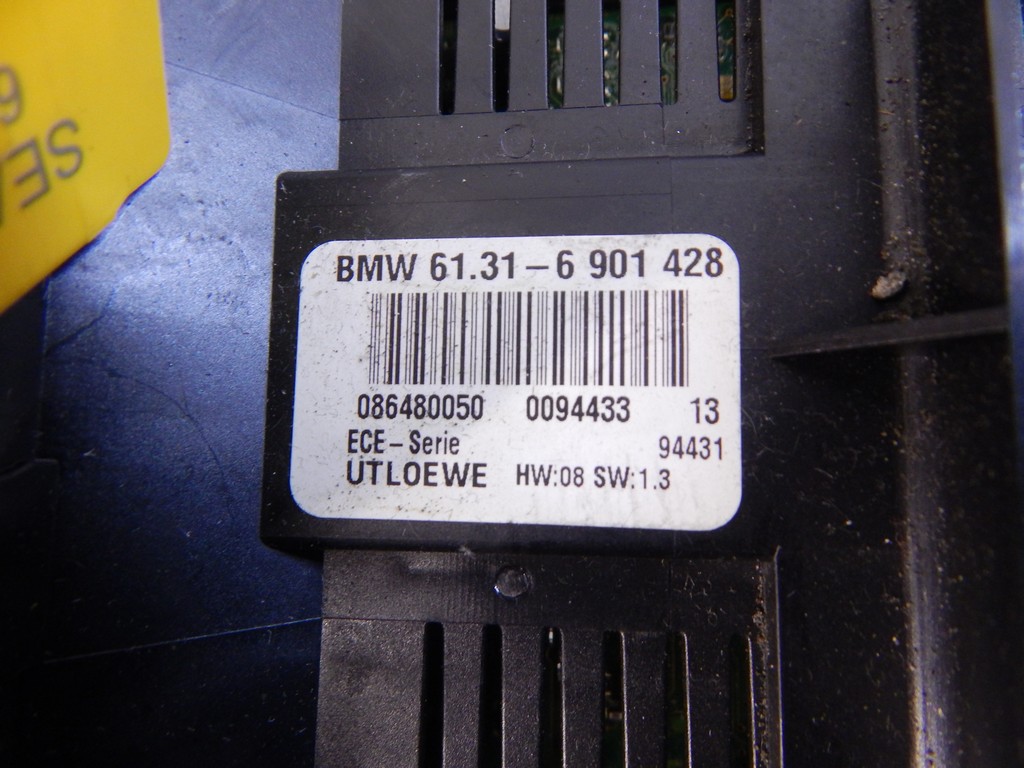 BMW 61.31-6 901 428
086480050 0094433 13
ECE-Serie 94431
UTLOEWE HW:08 SW:1.3